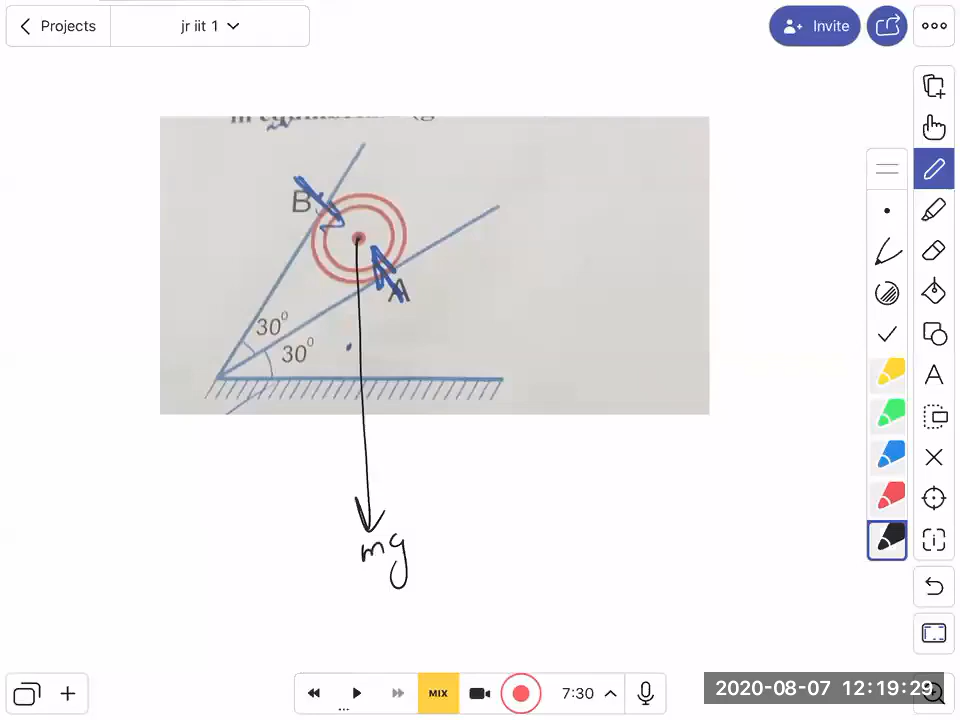 Projects
jr iit 1
Invite
B
A
30°
30°
mg
A
MIX
7:30
2020-08-07 12:19:29